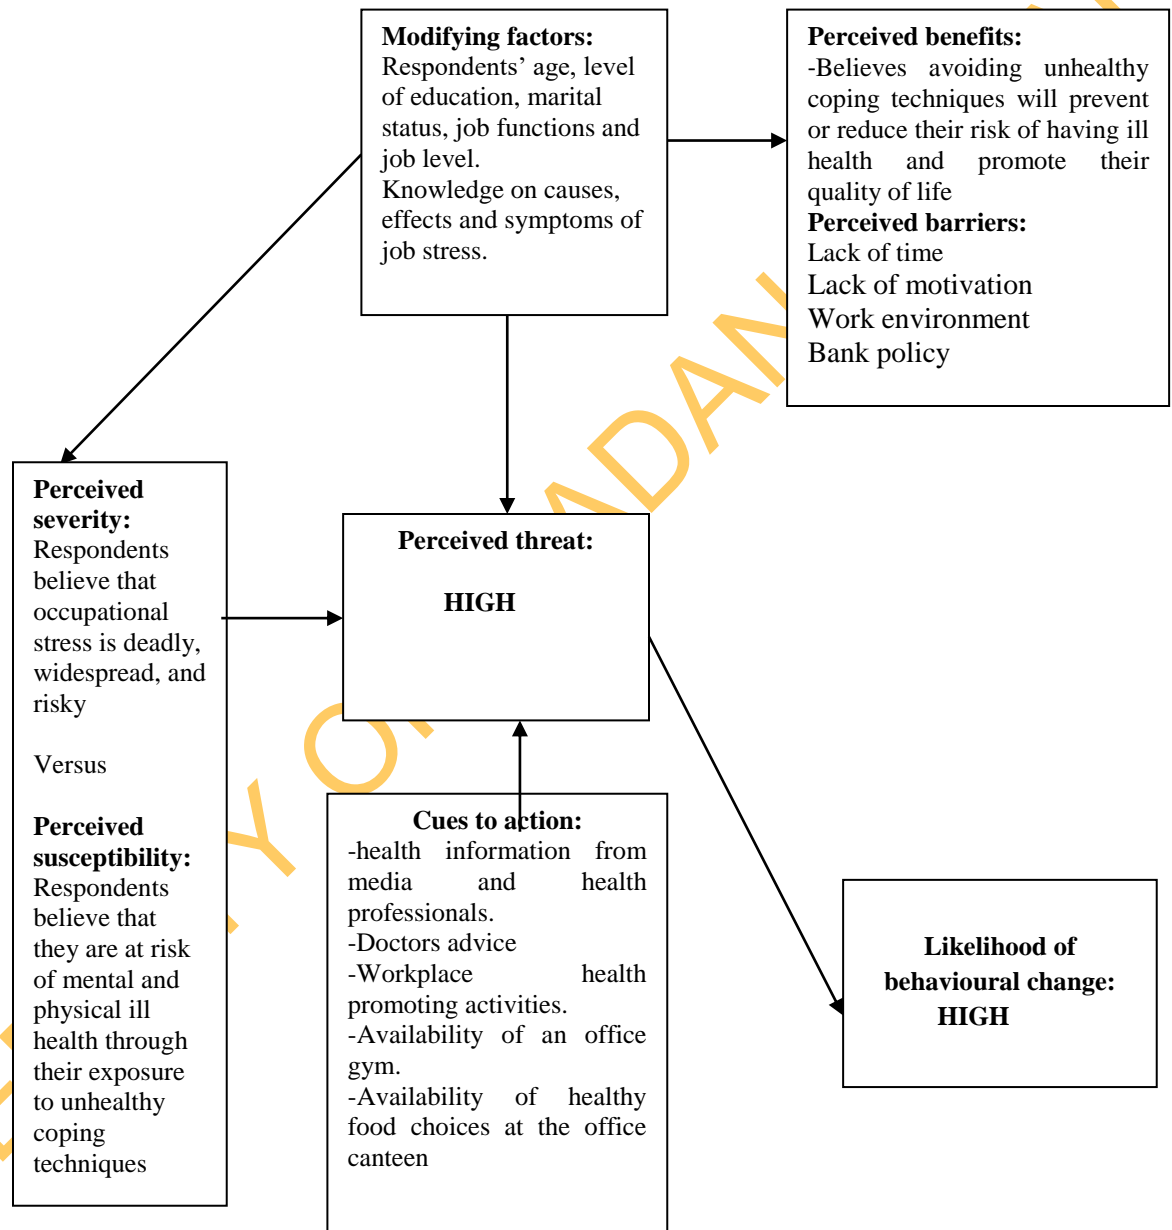 Modifying factors:
Respondents’ age, level
of education, marital
status, job functions and
job level.
Knowledge on causes,
effects and symptoms of
job stress.
Perceived benefits:
-Believes avoiding unhealthy
coping techniques will prevent
or reduce their risk of having ill
health and promote their
quality of life
Perceived barriers:
Lack of time
Lack of motivation
Work environment
Bank policy
Perceived
severity:
Respondents
believe that
occupational
stress is deadly,
widespread, and
risky
Versus
Perceived
susceptibility:
Respondents
believe that
they are at risk
of mental and
physical ill
health through
their exposure
to unhealthy
coping
techniques
Perceived threat:
HIGH
Cues to action:
-health information from
media and health
professionals.
-Doctors advice
-Workplace health
promoting activities.
-Availability of an office
gym.
-Availability of healthy
food choices at the office
canteen
Likelihood of
behavioural change:
HIGH